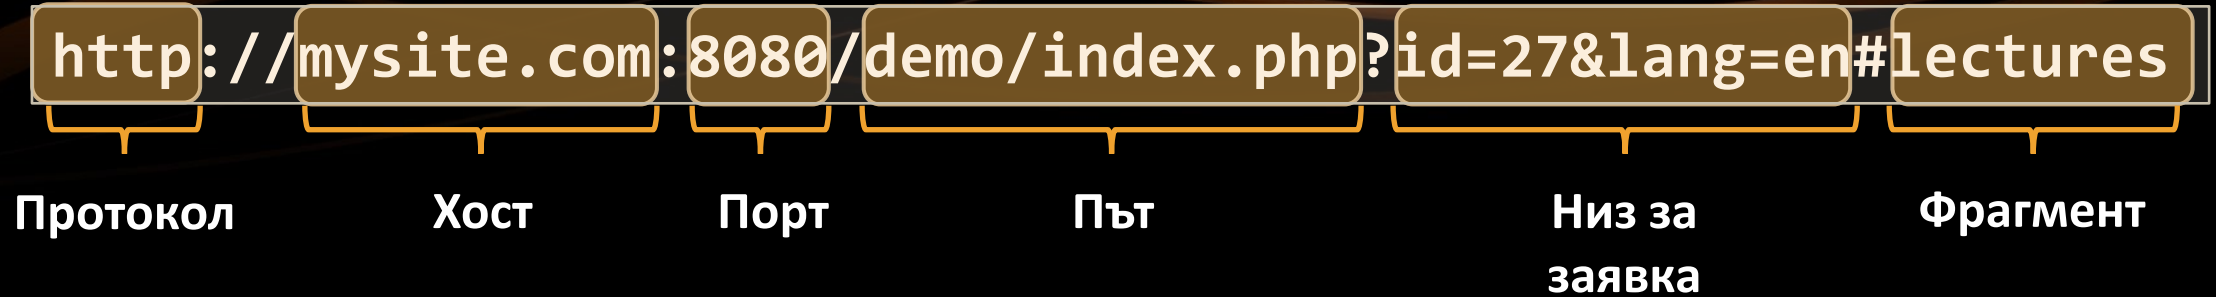 http://mysite.com:8080/demo/index.php?id=27&lang=en#lectures
Протокол Хост Порт Път Низ за Фрагмент
заявка